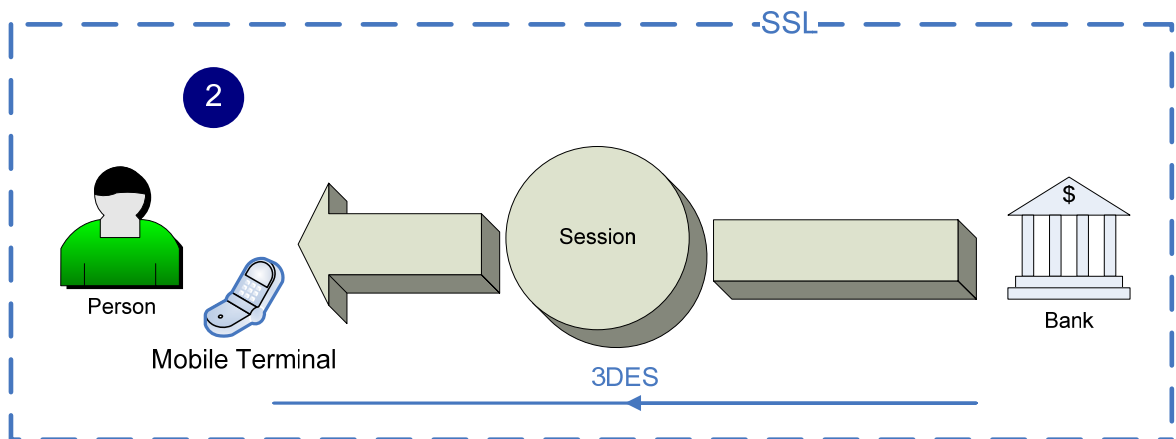 SSL
2
$
Session
Person
Bank
Mobile Terminal
3DES